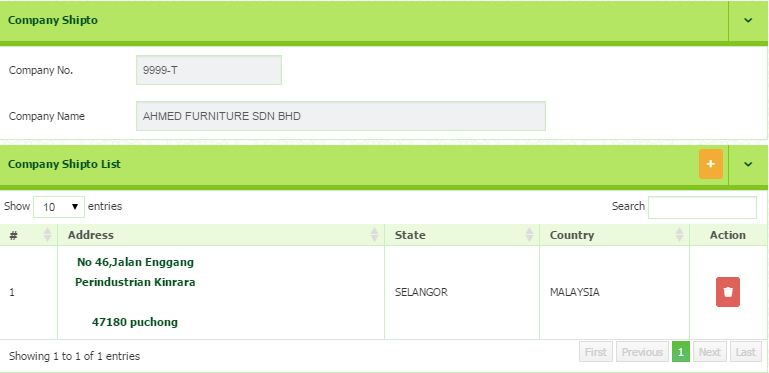 Company Shipto
Company No. 9999-T
Company Name AHMED FURNITURE SDN BHD
Company Shipto List +
Show 10 entries Search
# Address State Country Action
No 46,Jalan Enggang
Perindustrian Kinrara
1 SELANGOR MALAYSIA
47180 puchong
Showing 1 to 1 of 1 entries First Previous 1 Next Last